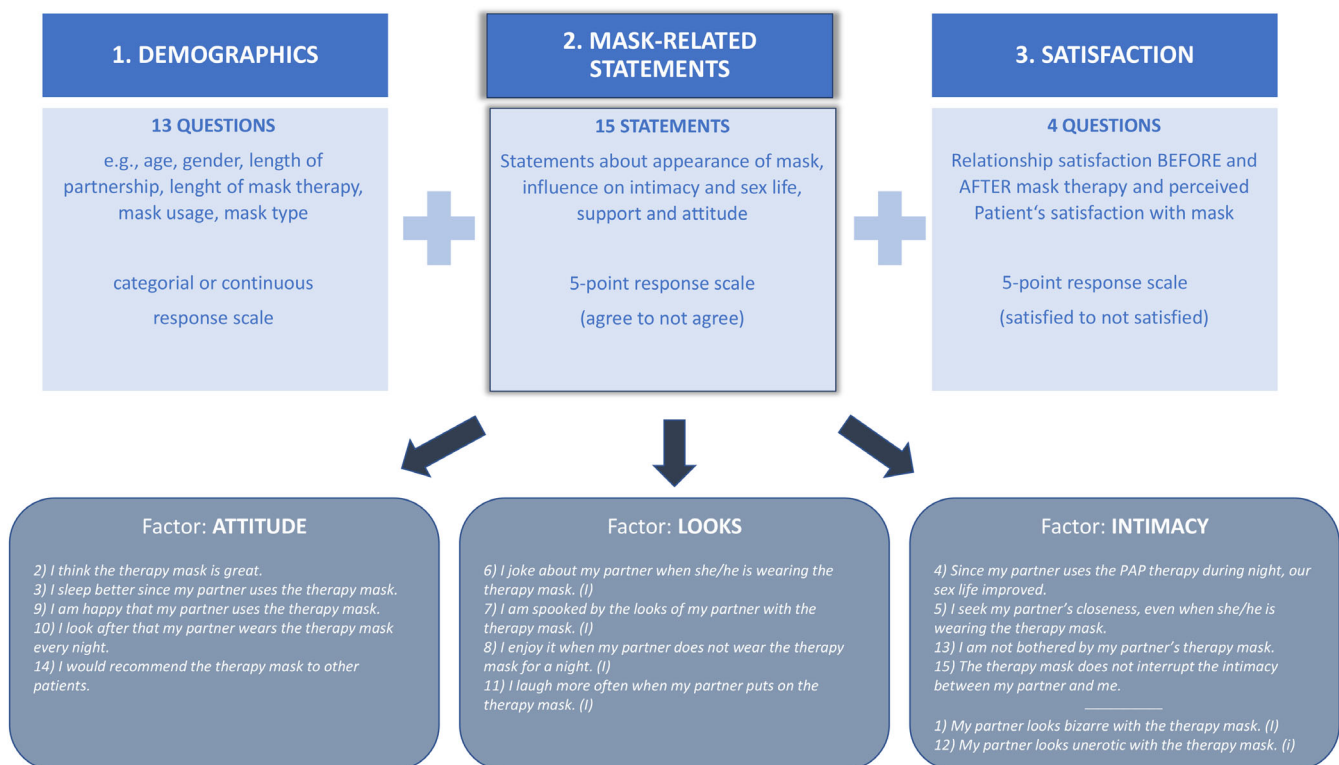 1. DEMOGRAPHICS
13 QUESTIONS
e.g., age, gender, length of
partnership, lenght of mask therapy,
mask usage, mask type
categorial or continuous
response scale
2. MASK-RELATED
STATEMENTS
15 STATEMENTS
Statements about appearance of mask,
influence on intimacy and sex life,
support and attitude
5-point response scale
(agree to not agree)
3. SATISFACTION
4 QUESTIONS
Relationship satisfaction BEFORE and
AFTER mask therapy and perceived
Patient‘s satisfaction with mask
5-point response scale
(satisfied to not satisfied)
Factor: ATTITUDE
2) I think the therapy mask is great.
3) I sleep better since my partner uses the therapy mask.
9) I am happy that my partner uses the therapy mask.
10) I look after that my partner wears the therapy mask
every night.
14) I would recommend the therapy mask to other
patients.
Factor: LOOKS
6) I joke about my partner when she/he is wearing the
therapy mask. (I)
7) I am spooked by the looks of my partner with the
therapy mask. (I)
8) I enjoy it when my partner does not wear the therapy
mask for a night. (I)
11) I laugh more often when my partner puts on the
therapy mask. (I)
Factor: INTIMACY
4) Since my partner uses the PAP therapy during night, our
sex life improved.
5) I seek my partner’s closeness, even when she/he is
wearing the therapy mask.
13) I am not bothered by my partner’s therapy mask.
15) The therapy mask does not interrupt the intimacy
between my partner and me.
1) My partner looks bizarre with the therapy mask. (I)
12) My partner looks unerotic with the therapy mask. (i)